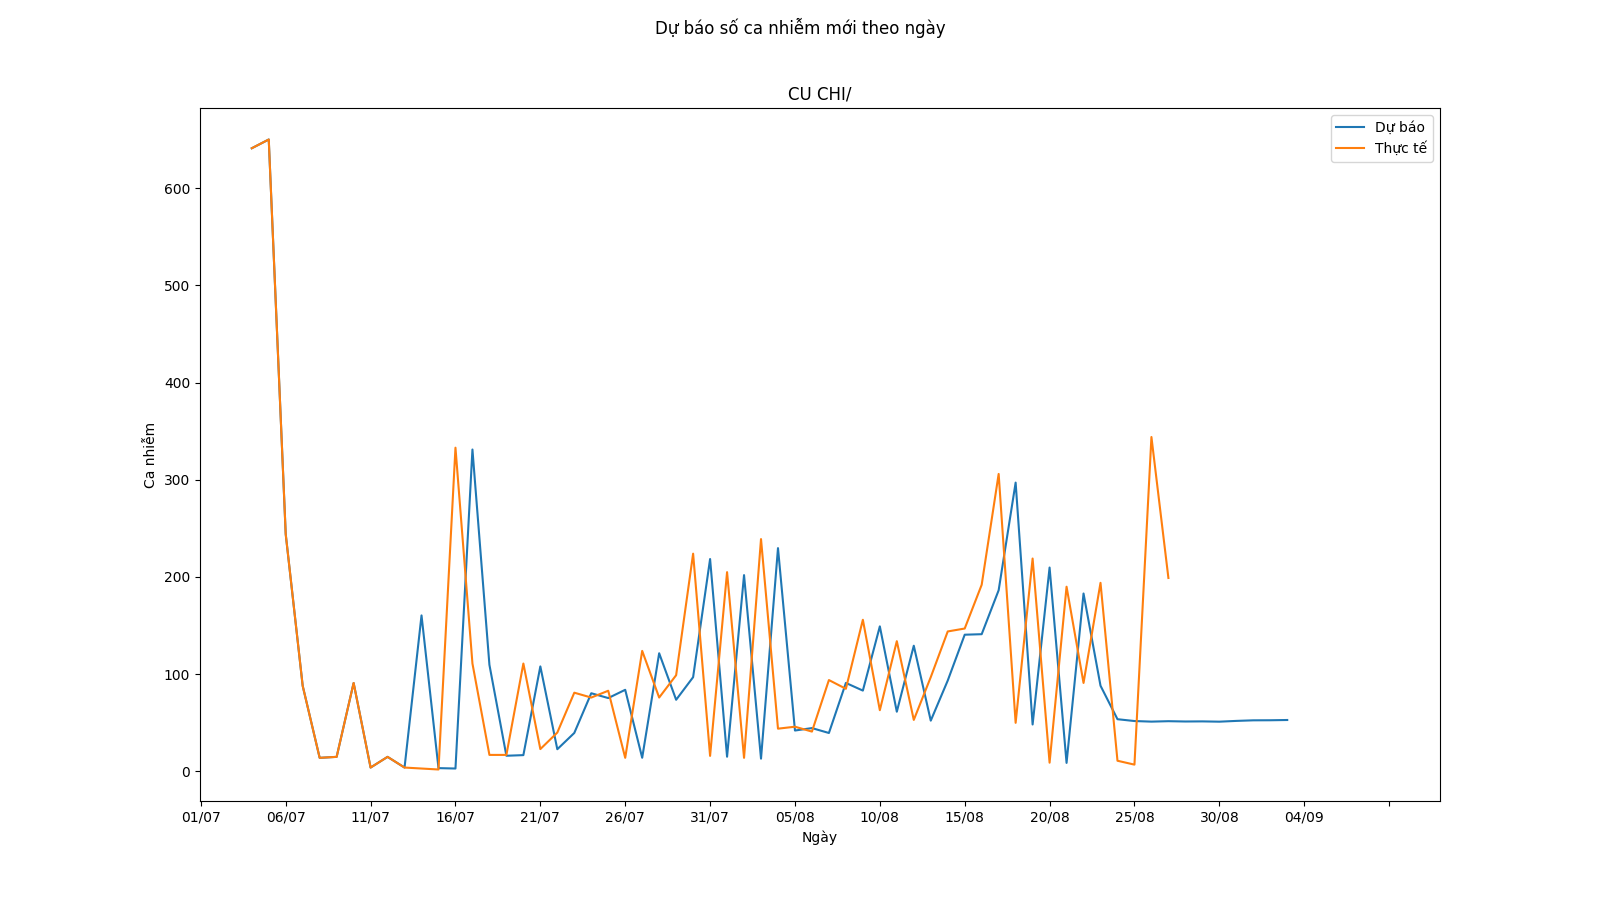 Dự báo số ca nhiễm mới theo ngày
CU CHI/
Dự báo
Thực tế
600
500
400
300
200
100
0
Ca nhiễm
01/07 06/07 11/07 16/07 21/07 26/07 31/07 05/08 10/08 15/08 20/08 25/08 30/08 04/09
Ngày